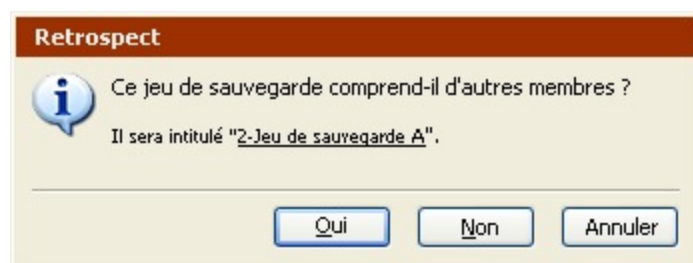 Retrospect
Ce jeu de sauvegarde comprend-il d'autres membres ?
Il sera intitulé "2-Jeu de sauvegarde A".
Oui
Non
Annuler